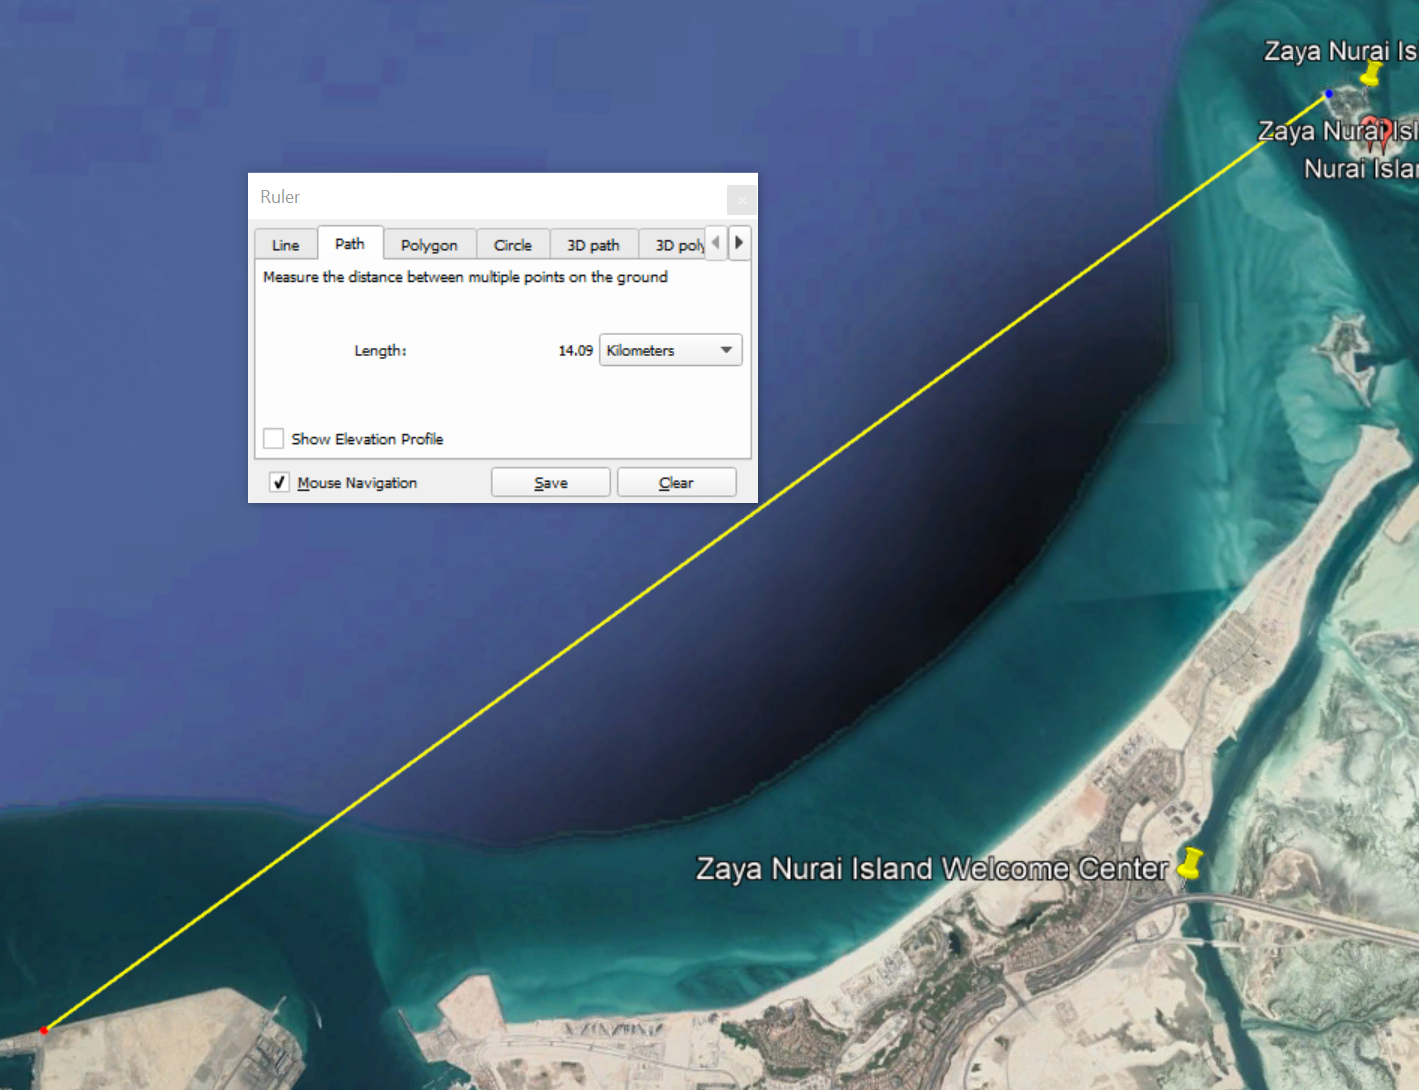 Zaya Nurai Is
Zaya Nurai Isl
Nurai Islan
Ruler
Line Path Polygon Circle 3D path 3D poly
Measure the distance between multiple points on the ground
Length: 14.09 Kilometers
Show Elevation Profile
Mouse Navigation Save Clear
Zaya Nurai Island Welcome Center